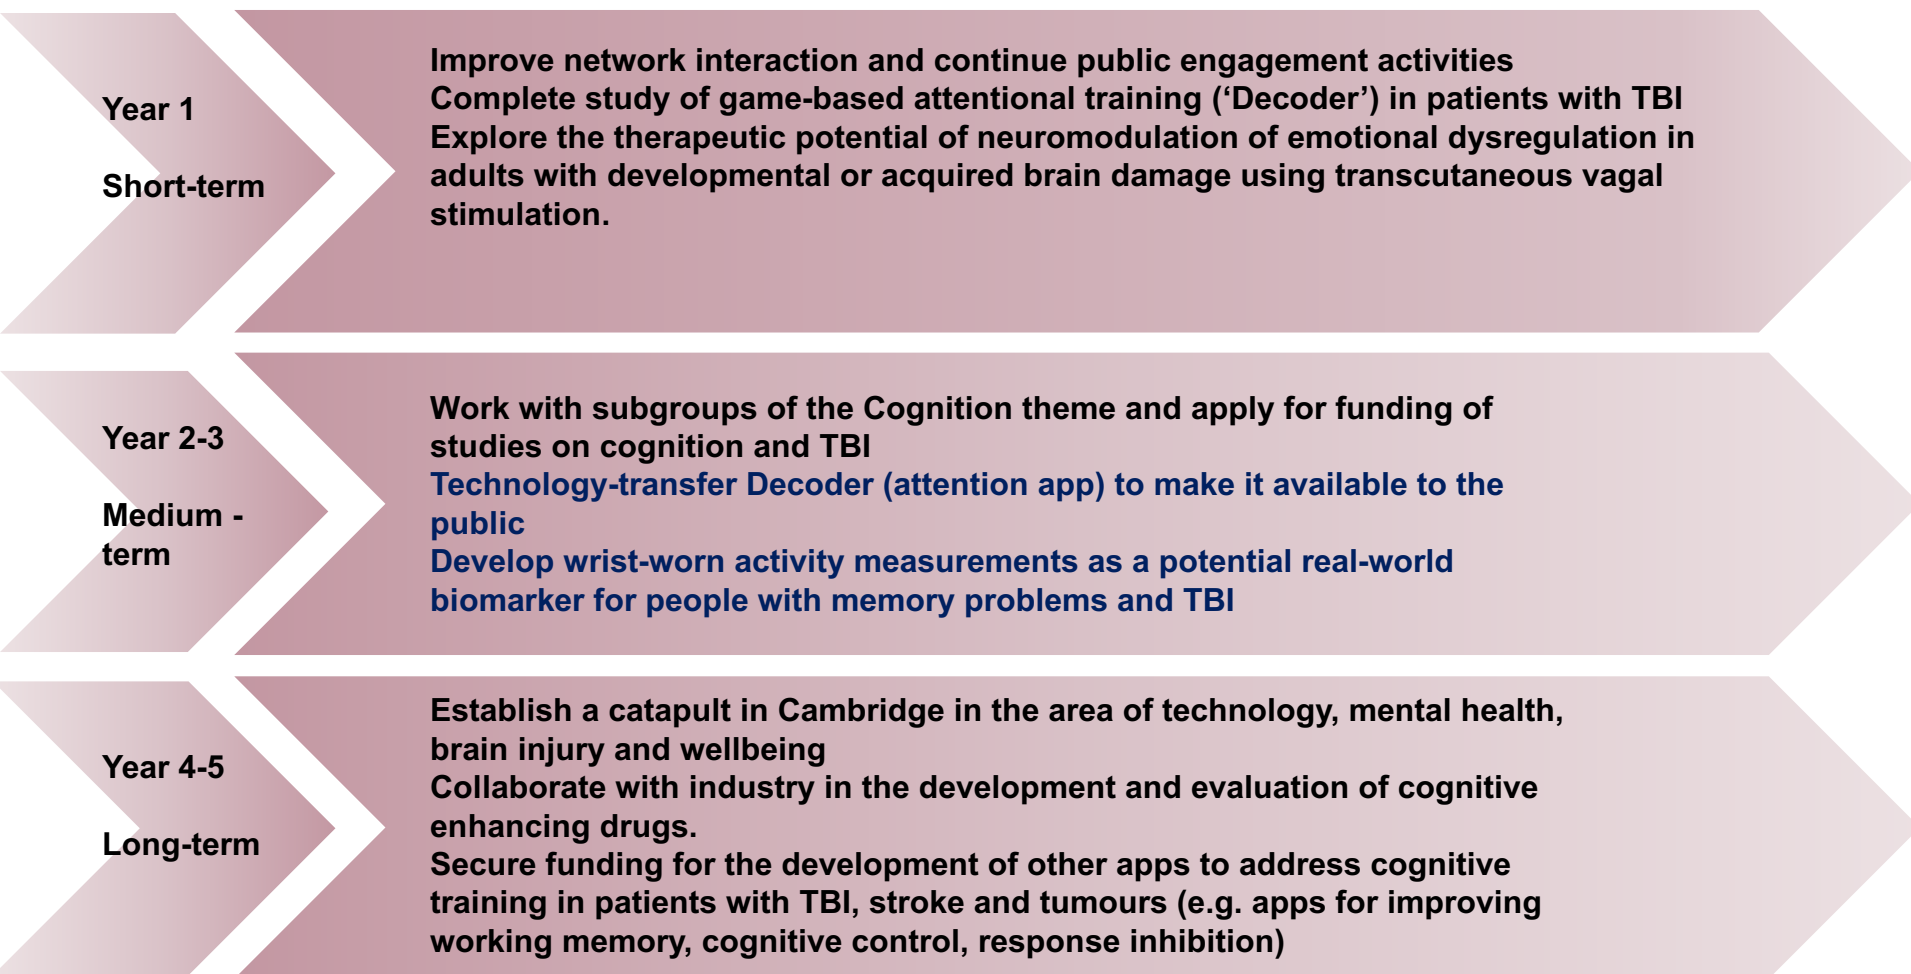 Year 1
Short-term
Improve network interaction and continue public engagement activities
Complete study of game-based attentional training (‘Decoder’) in patients with TBI
Explore the therapeutic potential of neuromodulation of emotional dysregulation in
adults with developmental or acquired brain damage using transcutaneous vagal
stimulation.
Year 2-3
Medium -
term
Work with subgroups of the Cognition theme and apply for funding of
studies on cognition and TBI
Technology-transfer Decoder (attention app) to make it available to the
public
Develop wrist-worn activity measurements as a potential real-world
biomarker for people with memory problems and TBI
Year 4-5
Long-term
Establish a catapult in Cambridge in the area of technology, mental health,
brain injury and wellbeing
Collaborate with industry in the development and evaluation of cognitive
enhancing drugs.
Secure funding for the development of other apps to address cognitive
training in patients with TBI, stroke and tumours (e.g. apps for improving
working memory, cognitive control, response inhibition)